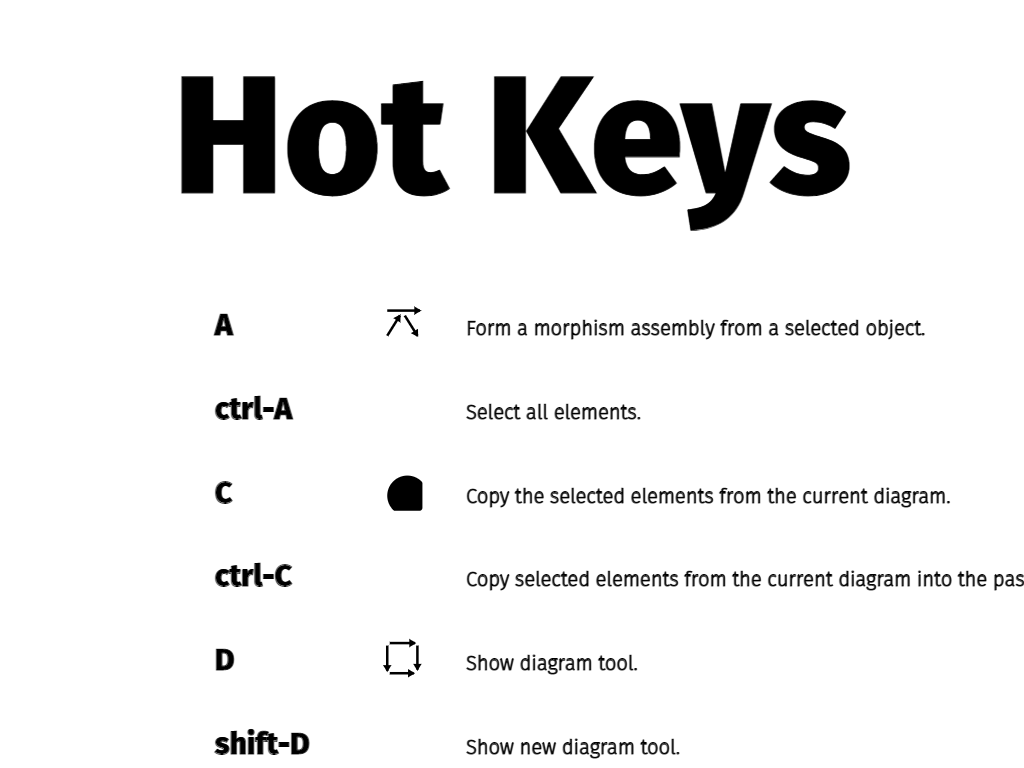 Hot Keys
A Form a morphism assembly from a selected object.
ctrl-A Select all elements.
C Copy the selected elements from the current diagram.
ctrl-C Copy selected elements from the current diagram into the
D Show diagram tool.
shift-D Show new diagram tool.